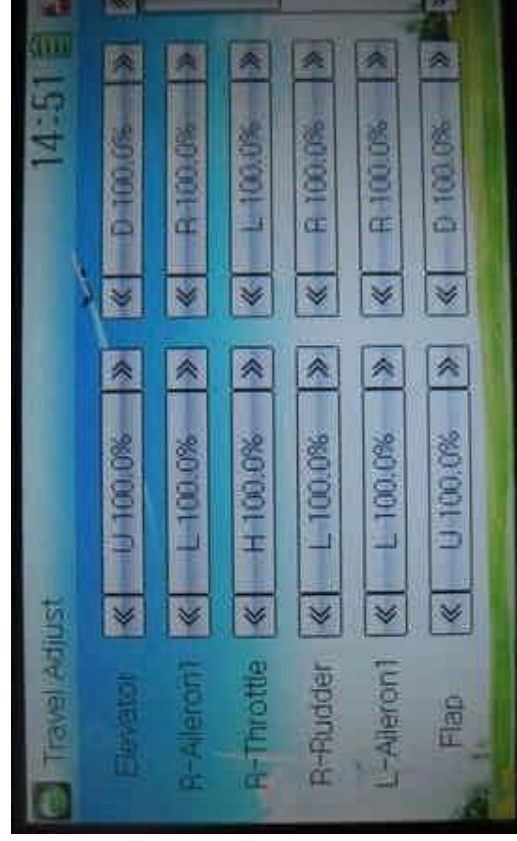 Travel Adjust 14:51
Elevator U 100.0% D 100.0%
R-Aileron1 L 100.0% R 100.0%
R-Throttle H 100.0% L 100.0%
R-Rudder L 100.0% R 100.0%
L-Aileron1 L 100.0% R 100.0%
Flap U 100.0% D 100.0%